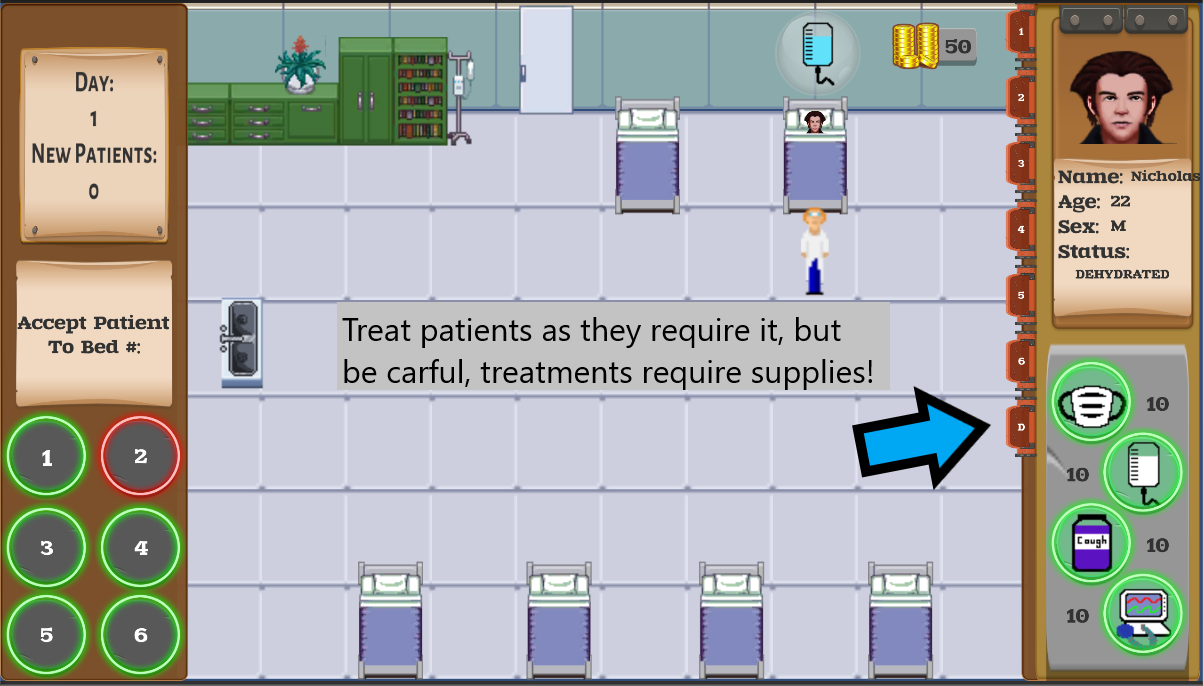 DAY:
1
NEW PATIENTS:
0
Accept Patient
To Bed #:
1
2
3
4
5
6
50
Treat patients as they require it, but
be carful, treatments require supplies!
1
2
3
4
5
6
D
Name: Nicholas
Age: 22
Sex: M
Status:
DEHYDRATED
10
10
Cough
10
10